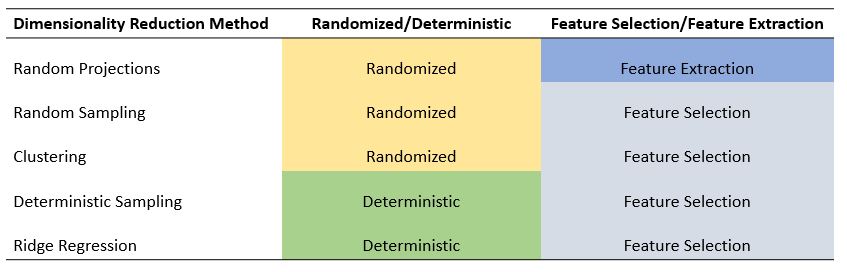 Dimensionality Reduction Method Randomized/Deterministic Feature Selection/Feature Extraction
Random Projections Randomized Feature Extraction
Random Sampling Randomized Feature Selection
Clustering Randomized Feature Selection
Deterministic Sampling Deterministic Feature Selection
Ridge Regression Deterministic Feature Selection